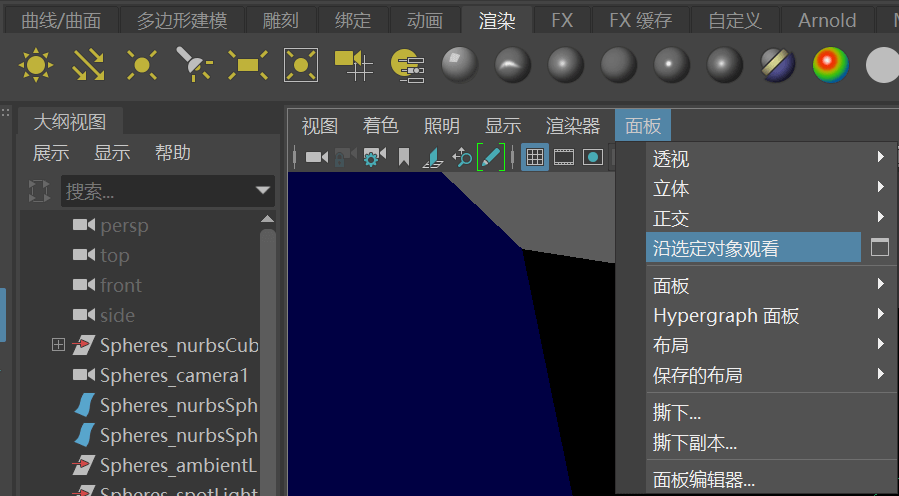 曲线/曲面 多边形建模 雕刻 绑定 动画 渲染 FX FX 缓存 自定义 Arnold
大纲视图
展示 显示 帮助
搜索...
persp
top
front
side
Spheres_nurbsCub
Spheres_camera1
Spheres_nurbsSph
Spheres_nurbsSph
Spheres_ambientL
Spheres_spotLight
视图 着色 照明 显示 渲染器 面板
透视
立体
正交
沿选定对象观看
面板
Hypergraph 面板
布局
保存的布局
撕下...
撕下副本...
面板编辑器...